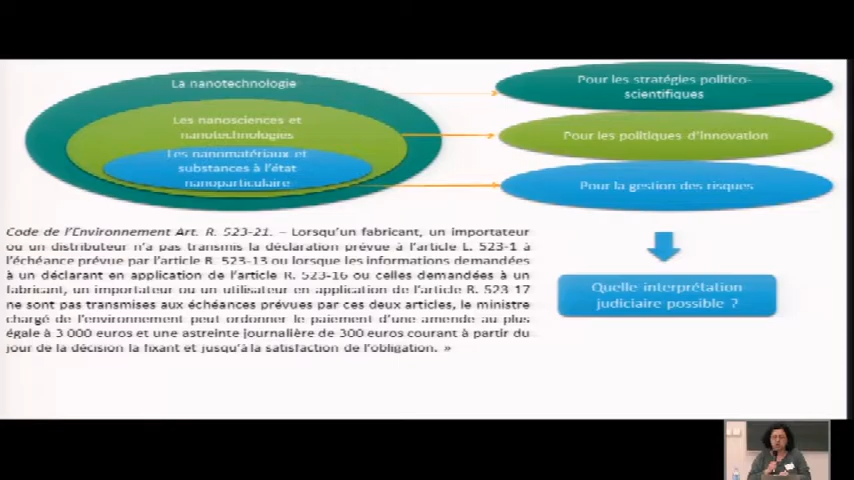 La nanotechnologie
Les nanosciences et
nanotechnologies
Les nanomatériaux et
substances à l'état
nanoparticulaire
Pour les stratégies politico-
scientifiques
Pour les politiques d'innovation
Pour la gestion des risques
Code de l'Environnement Art. R. 523-21. – Lorsqu'un fabricant, un importateur
ou un distributeur n'a pas transmis la déclaration prévue à l'article L. 523-1 à
l'échéance prévue par l'article R. 523-13 ou lorsque les informations demandées
à un déclarant en application de l'article R. 523-16 ou celles demandées à un
fabricant, un importateur ou un utilisateur en application de l'article R. 523 17
ne sont pas transmises aux échéances prévues par ces deux articles, le ministre
chargé de l'environnement peut ordonner le paiement d'une amende au plus
égale à 3 000 euros et une astreinte journalière de 300 euros courant à partir du
jour de la décision la fixant et jusqu'à la satisfaction de l'obligation. »
Quelle interprétation
judiciaire possible ?